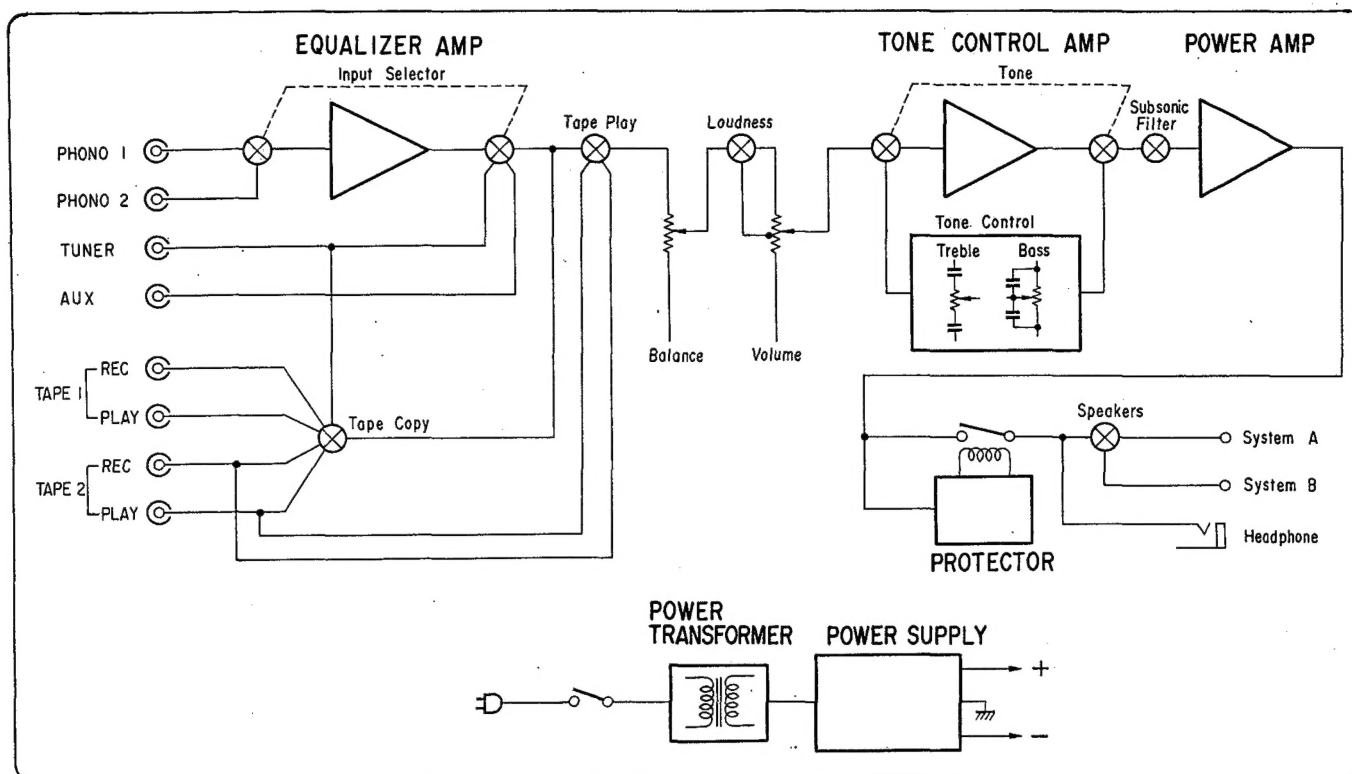 EQUALIZER AMP
Input Selector
TONE CONTROL AMP
Tone
POWER AMP
Subsonic
Filter
Tape Play
Loudness
PHONO 1
PHONO 2
TUNER
AUX
Tone Control
Treble
Bass
Balance
Volume
TAPE 1
REC
PLAY
TAPE 2
REC
PLAY
Tape Copy
Speakers
System A
System B
Headphone
PROTECTOR
POWER
TRANSFORMER
POWER SUPPLY
+
−